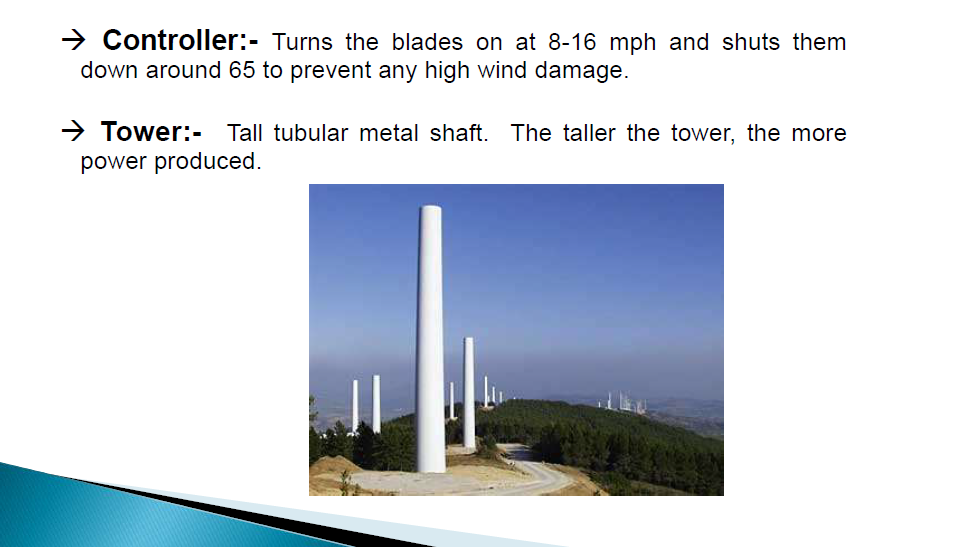 → Controller:- Turns the blades on at 8-16 mph and shuts them
down around 65 to prevent any high wind damage.
→ Tower:- Tall tubular metal shaft. The taller the tower, the more
power produced.